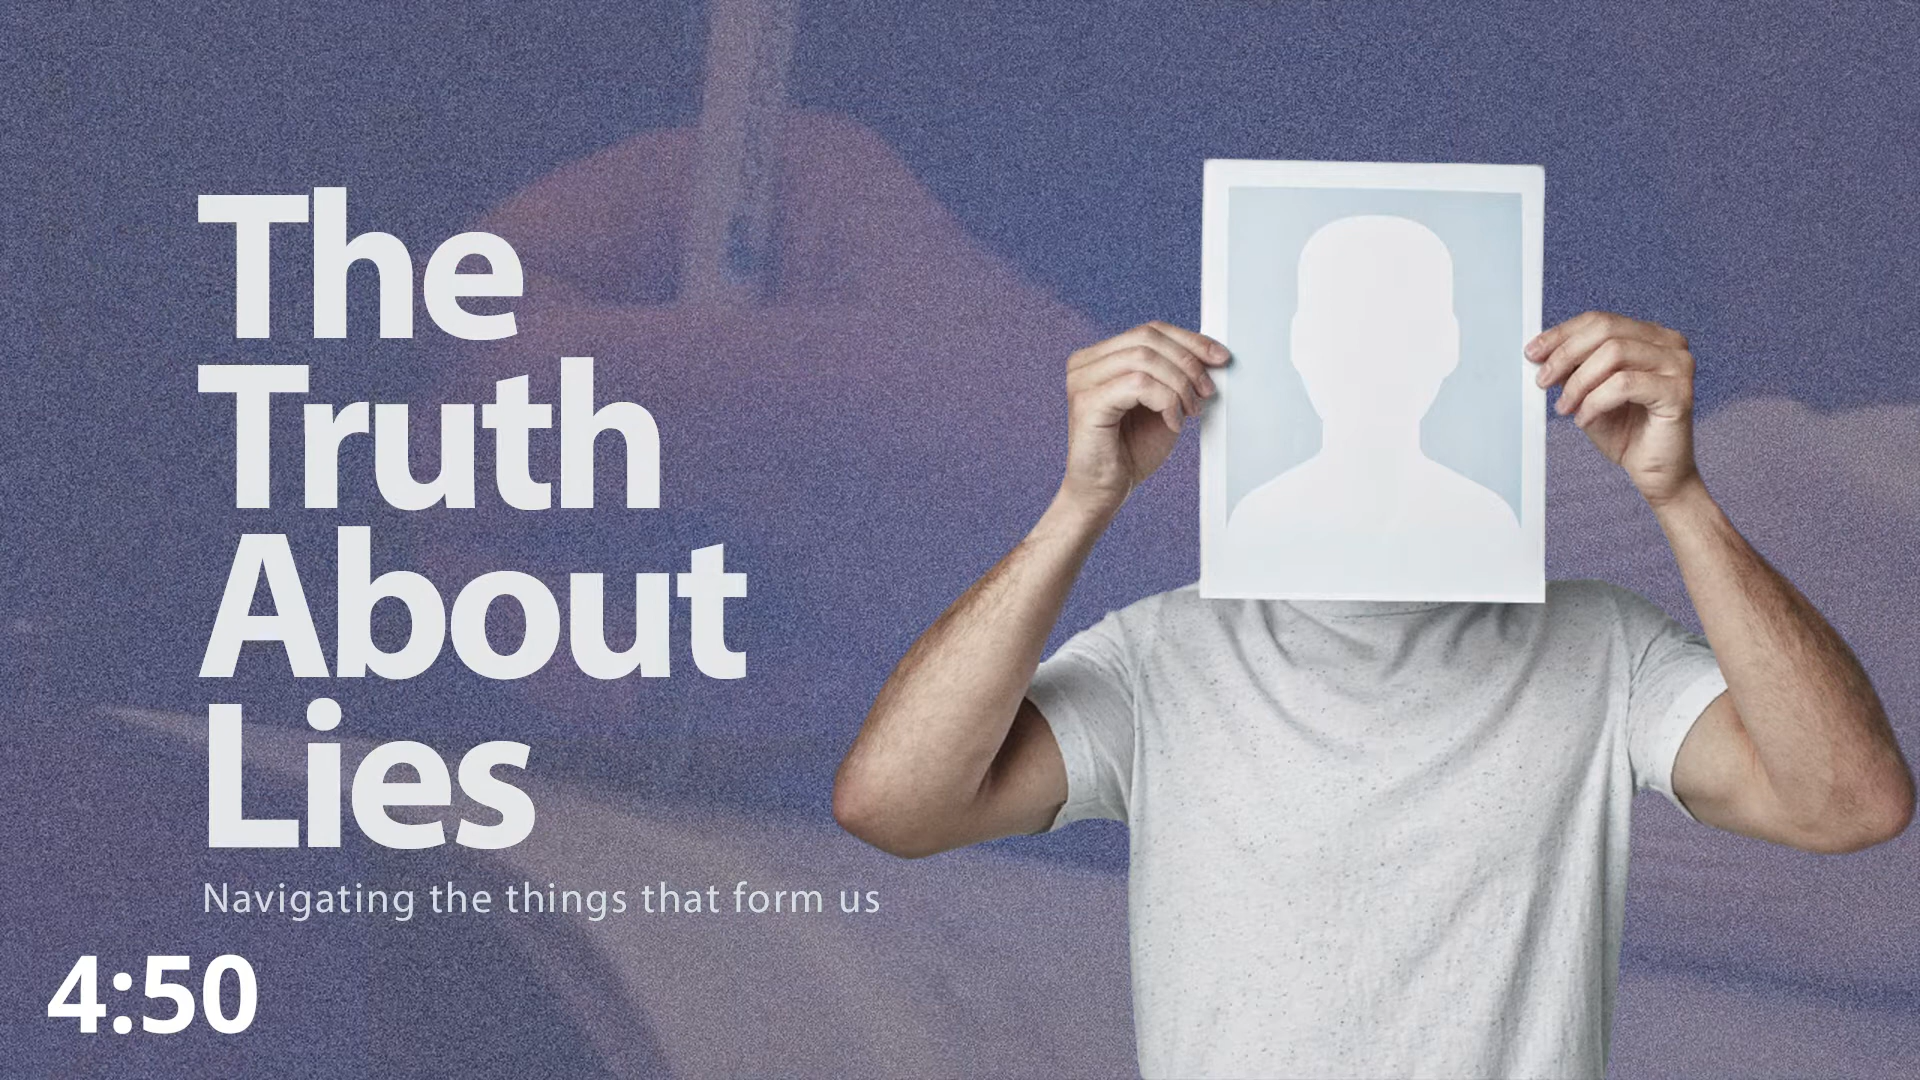 The
Truth
About
Lies
Navigating the things that form us
4:50